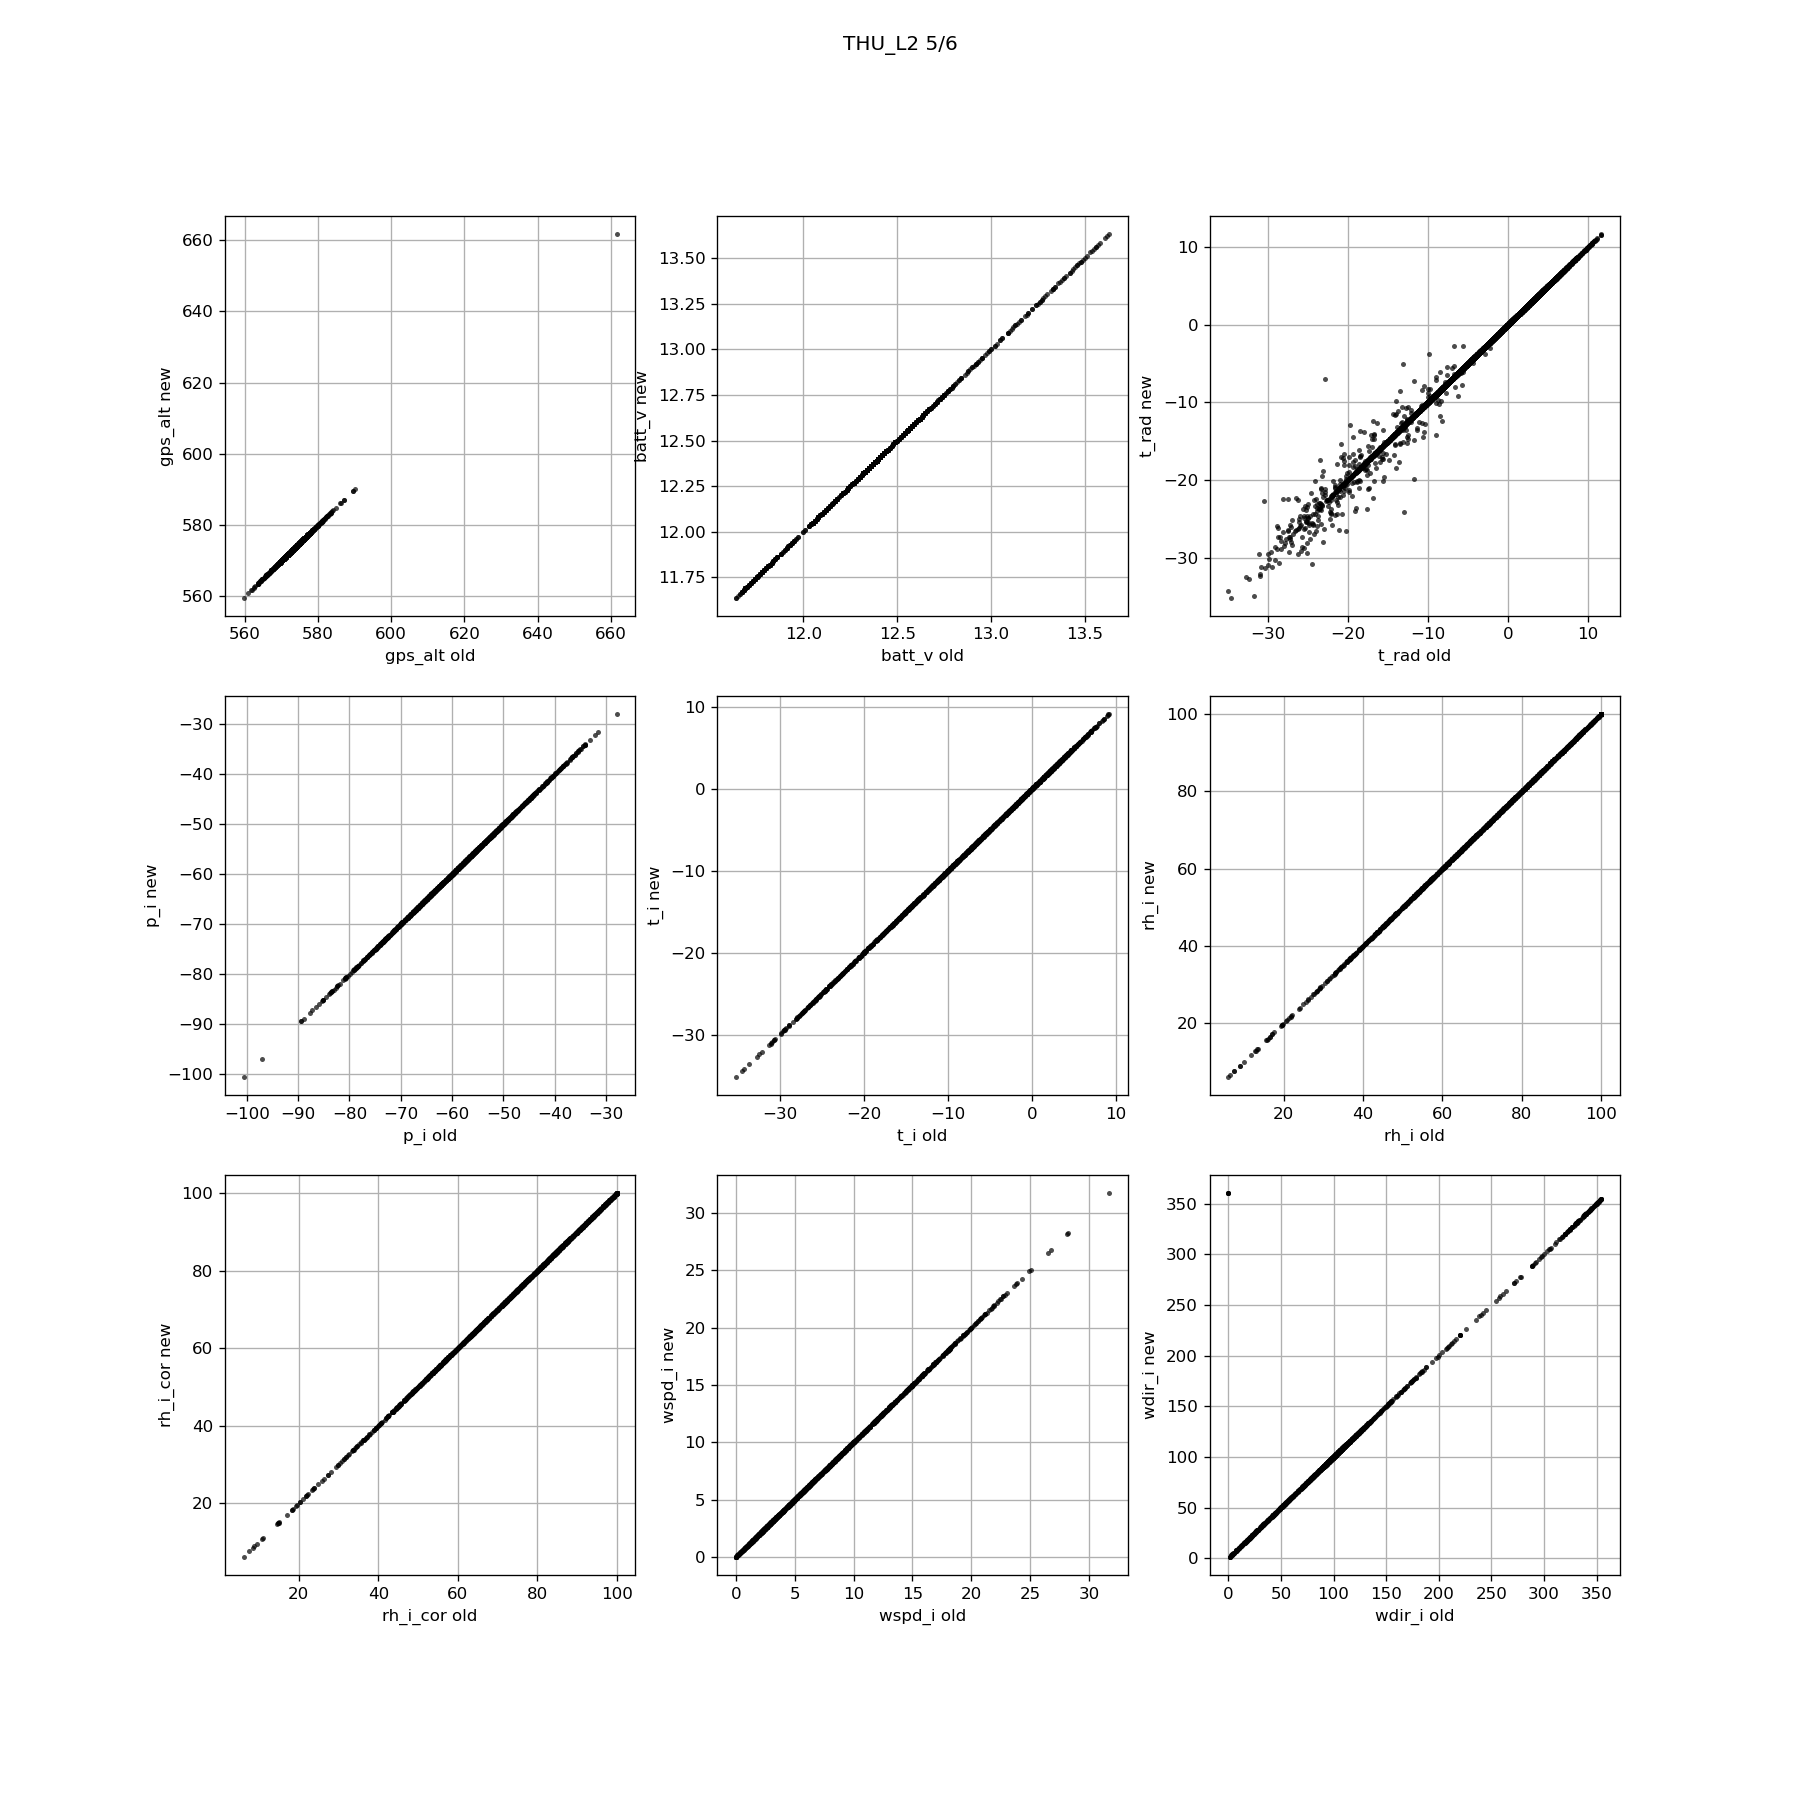 THU_L2 5/6
660
640
620
600
580
560
gps_alt new
560 580 600 620 640 660
gps_alt old
13.50
13.25
13.00
12.75
12.50
12.25
12.00
11.75
batt_v new
12.0 12.5 13.0 13.5
batt_v old
10
0
−10
−20
−30
t_rad new
−30 −20 −10 0 10
t_rad old
−30
−40
−50
−60
−70
−80
−90
−100
p_i new
−100 −90 −80 −70 −60 −50 −40 −30
p_i old
10
0
−10
−20
−30
t_i new
−30 −20 −10 0 10
t_i old
100
80
60
40
20
rh_i new
20 40 60 80 100
rh_i old
100
80
60
40
20
rh_i_cor new
20 40 60 80 100
rh_i_cor old
30
25
20
15
10
5
0
wspd_i new
0 5 10 15 20 25 30
wspd_i old
350
300
250
200
150
100
50
0
wdir_i new
0 50 100 150 200 250 300 350
wdir_i old